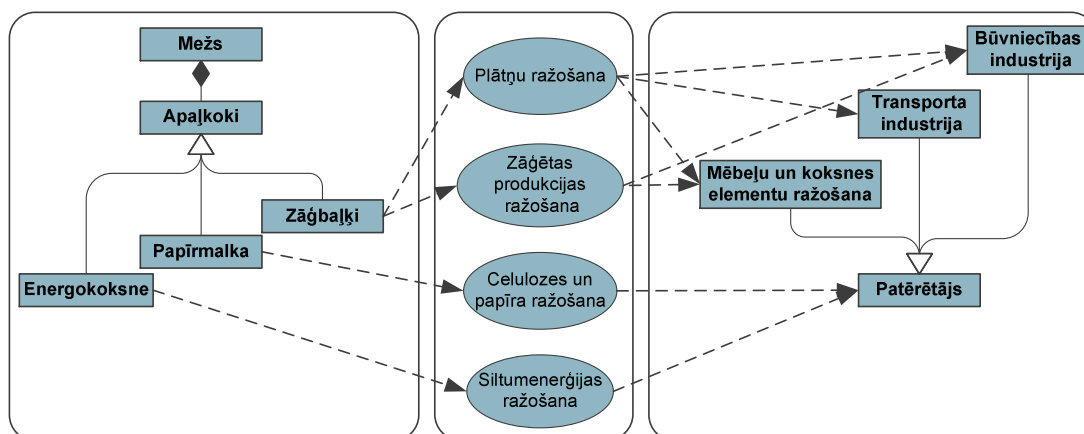 Mežs
Apaļkoki
Zāģbaļķi
Papīrmalka
Energokoksne
Plātņu ražošana
Zāģētas
produkcijas
ražošana
Celulozes un
papīra ražošana
Siltumenerģijas
ražošana
Būvniecības
industrija
Transporta
industrija
Mēbeļu un koksnes
elementu ražošana
Patērētājs